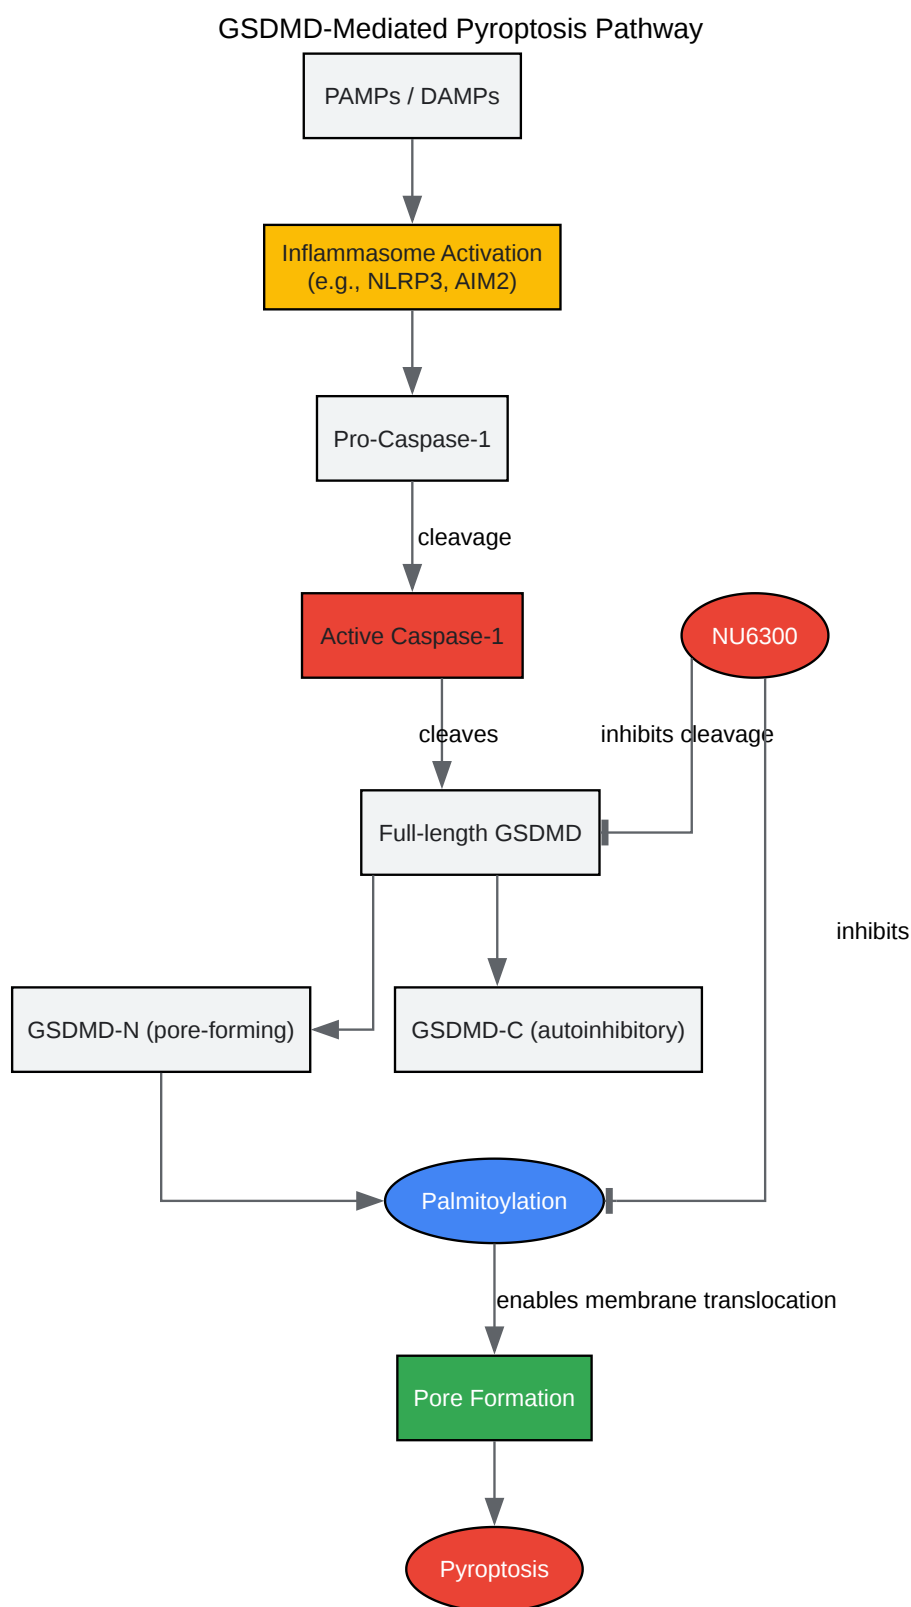 GSDMD-Mediated Pyroptosis Pathway
PAMPs / DAMPs
Inflammasome Activation
(e.g., NLRP3, AIM2)
Pro-Caspase-1
cleavage
Active Caspase-1
NU6300
cleaves
inhibits cleavage
Full-length GSDMD
inhibits
GSDMD-N (pore-forming)
GSDMD-C (autoinhibitory)
Palmitoylation
enables membrane translocation
Pore Formation
Pyroptosis